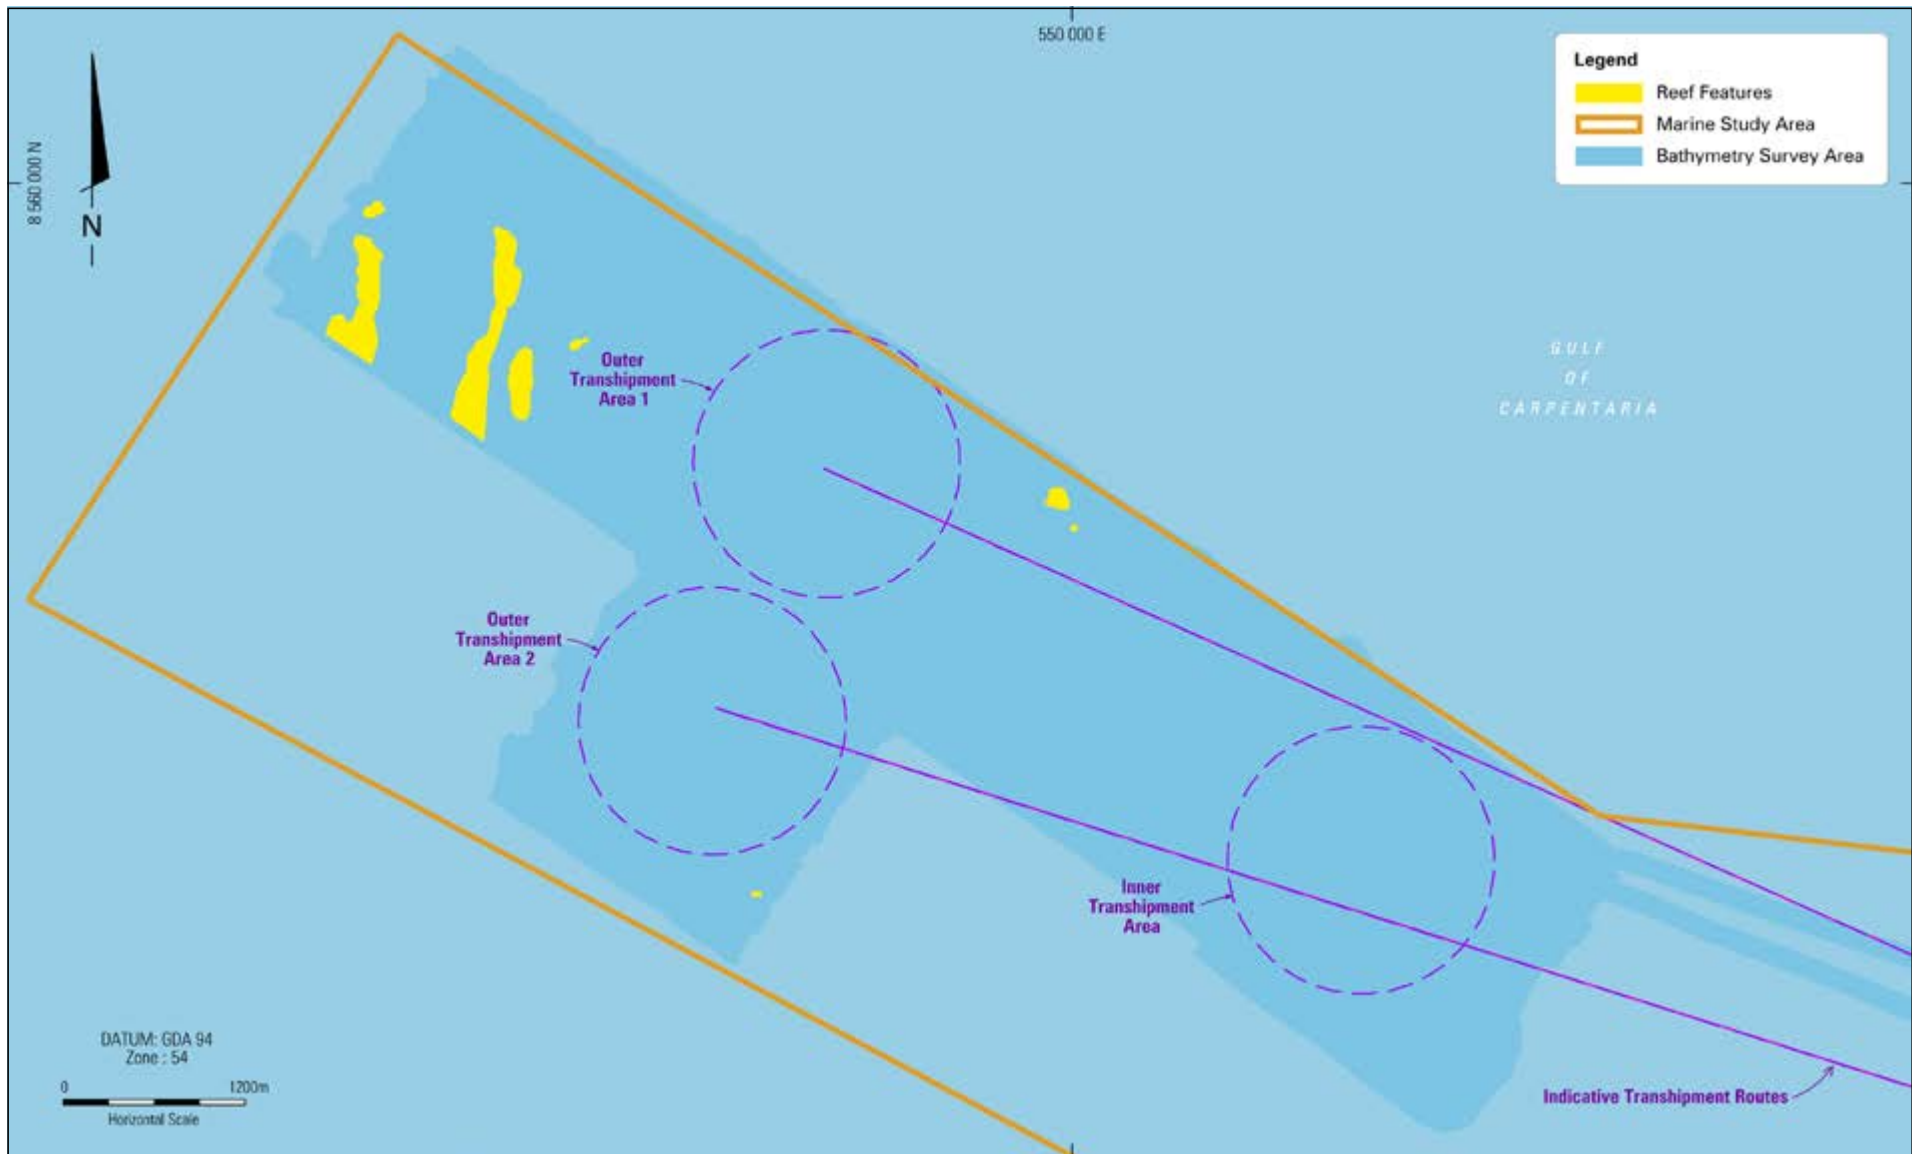 550 000 E
Legend
Reef Features
Marine Study Area
Bathymetry Survey Area
8 560 000 N
N
GULF
OF
CARPENTARIA
Outer
Transhipment
Area 1
Outer
Transhipment
Area 2
Inner
Transhipment
Area
DATUM: GDA 94
Zone : 54
0 1200m
Horizontal Scale
Indicative Transhipment Routes